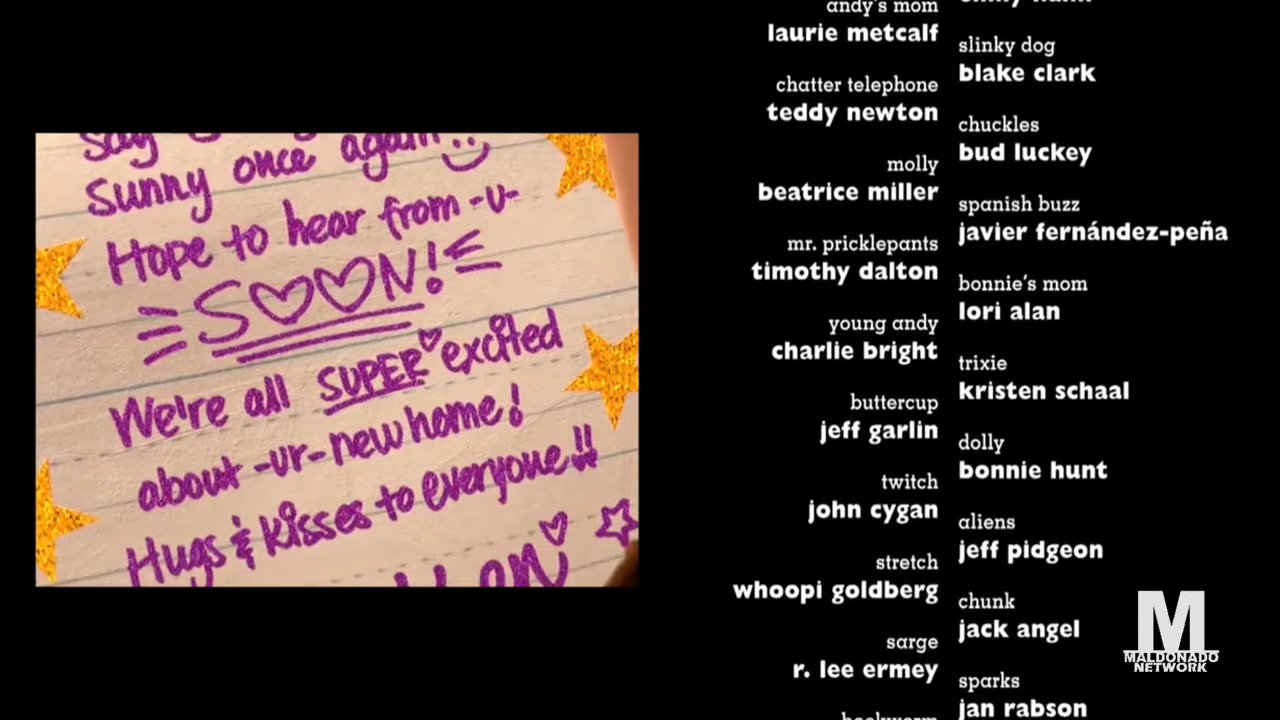 Sunny once again
Hope to hear from -u-
SOON!
We're all SUPER excited
about -ur- new home!
Hugs & kisses to everyone!!
andy's mom
laurie metcalf
chatter telephone
teddy newton
molly
beatrice miller
mr. pricklepants
timothy dalton
young andy
charlie bright
buttercup
jeff garlin
twitch
john cygan
stretch
whoopi goldberg
sarge
r. lee ermey
slinky dog
blake clark
chuckles
bud luckey
spanish buzz
javier fernández-peña
bonnie's mom
lori alan
trixie
kristen schaal
dolly
bonnie hunt
aliens
jeff pidgeon
chunk
jack angel
sparks
jan rabson
M
MALDONADO
NETWORK